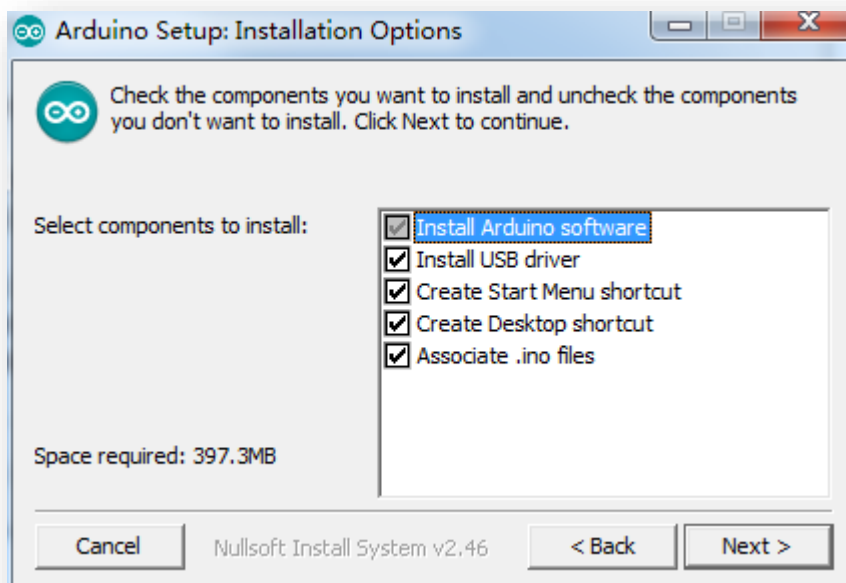 Arduino Setup: Installation Options
Check the components you want to install and uncheck the components
you don't want to install. Click Next to continue.
Select components to install:
Install Arduino software
Install USB driver
Create Start Menu shortcut
Create Desktop shortcut
Associate .ino files
Space required: 397.3MB
Cancel
Nullsoft Install System v2.46
< Back
Next >